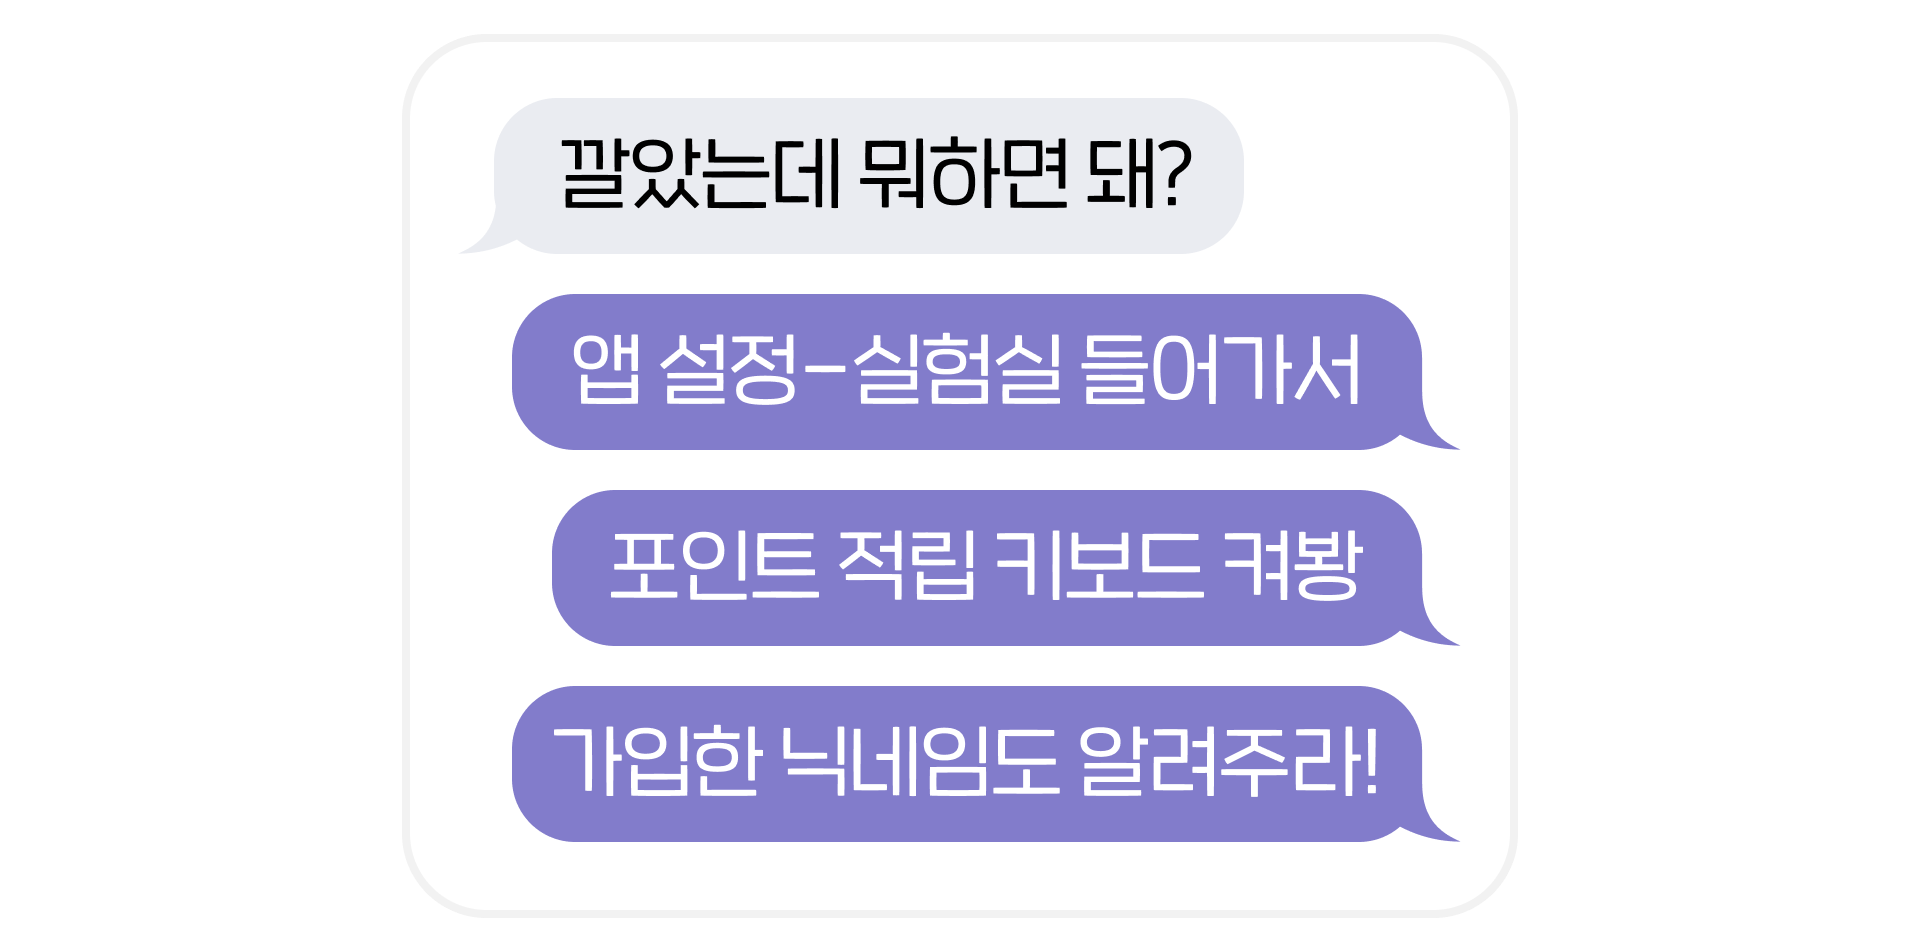 깔았는데 뭐하면 돼?
앱 설정-실험실 들어가서
포인트 적립 키보드 켜봥
가입한 닉네임도 알려주라!